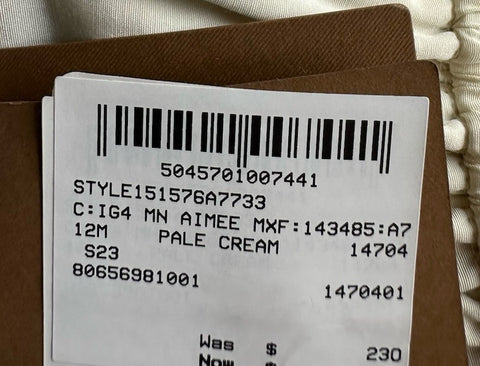 5045701007441
STYLE151576A7733
C:IG4 MN AIMEE MXF:143485:A7
12M PALE CREAM 14704
S23
80656981001 1470401
Was $ 230
Now $